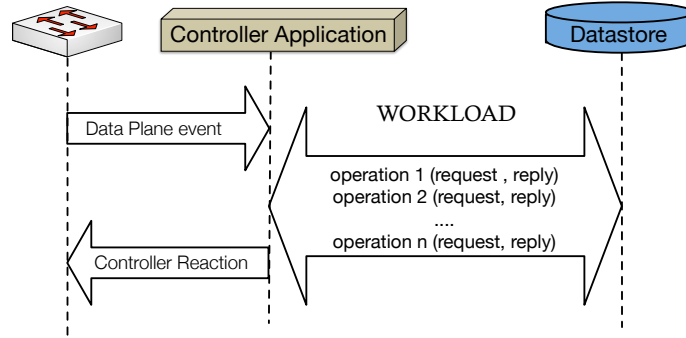 Controller Application
Datastore
Data Plane event
WORKLOAD
operation 1 (request , reply)
operation 2 (request, reply)
....
operation n (request, reply)
Controller Reaction